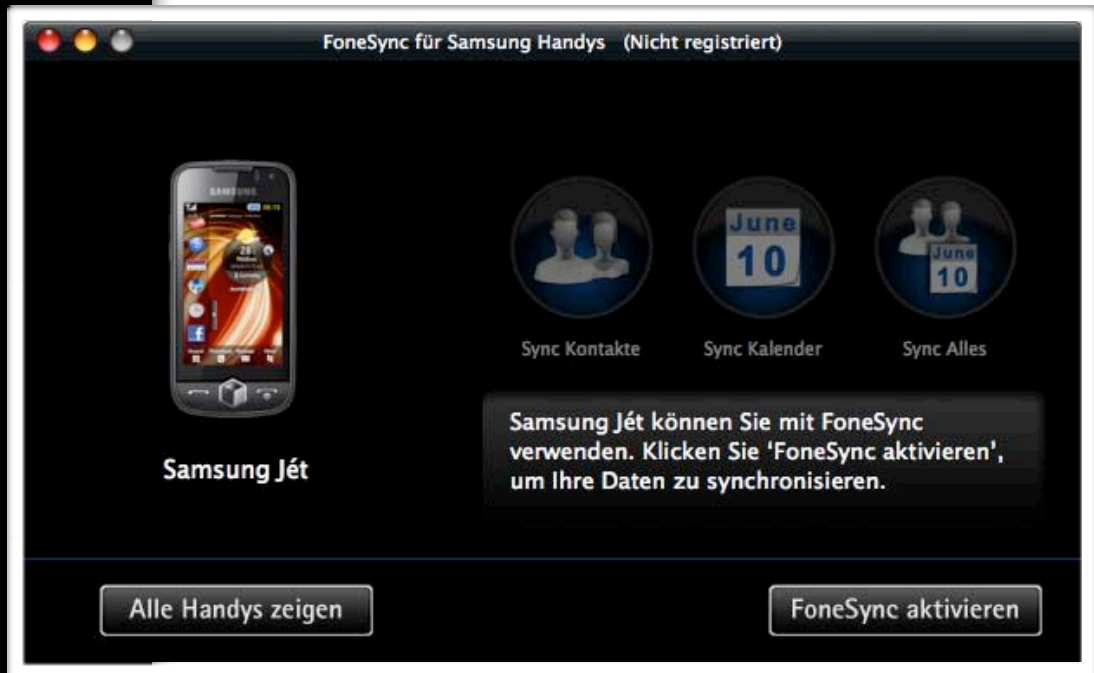 FoneSync für Samsung Handys (Nicht registriert)
SAMSUNG
June
10
June
10
Sync Kontakte
Sync Kalender
Sync Alles
Samsung Jét können Sie mit FoneSync
verwenden. Klicken Sie ‘FoneSync aktivieren’,
um Ihre Daten zu synchronisieren.
Samsung Jét
Alle Handys zeigen
FoneSync aktivieren